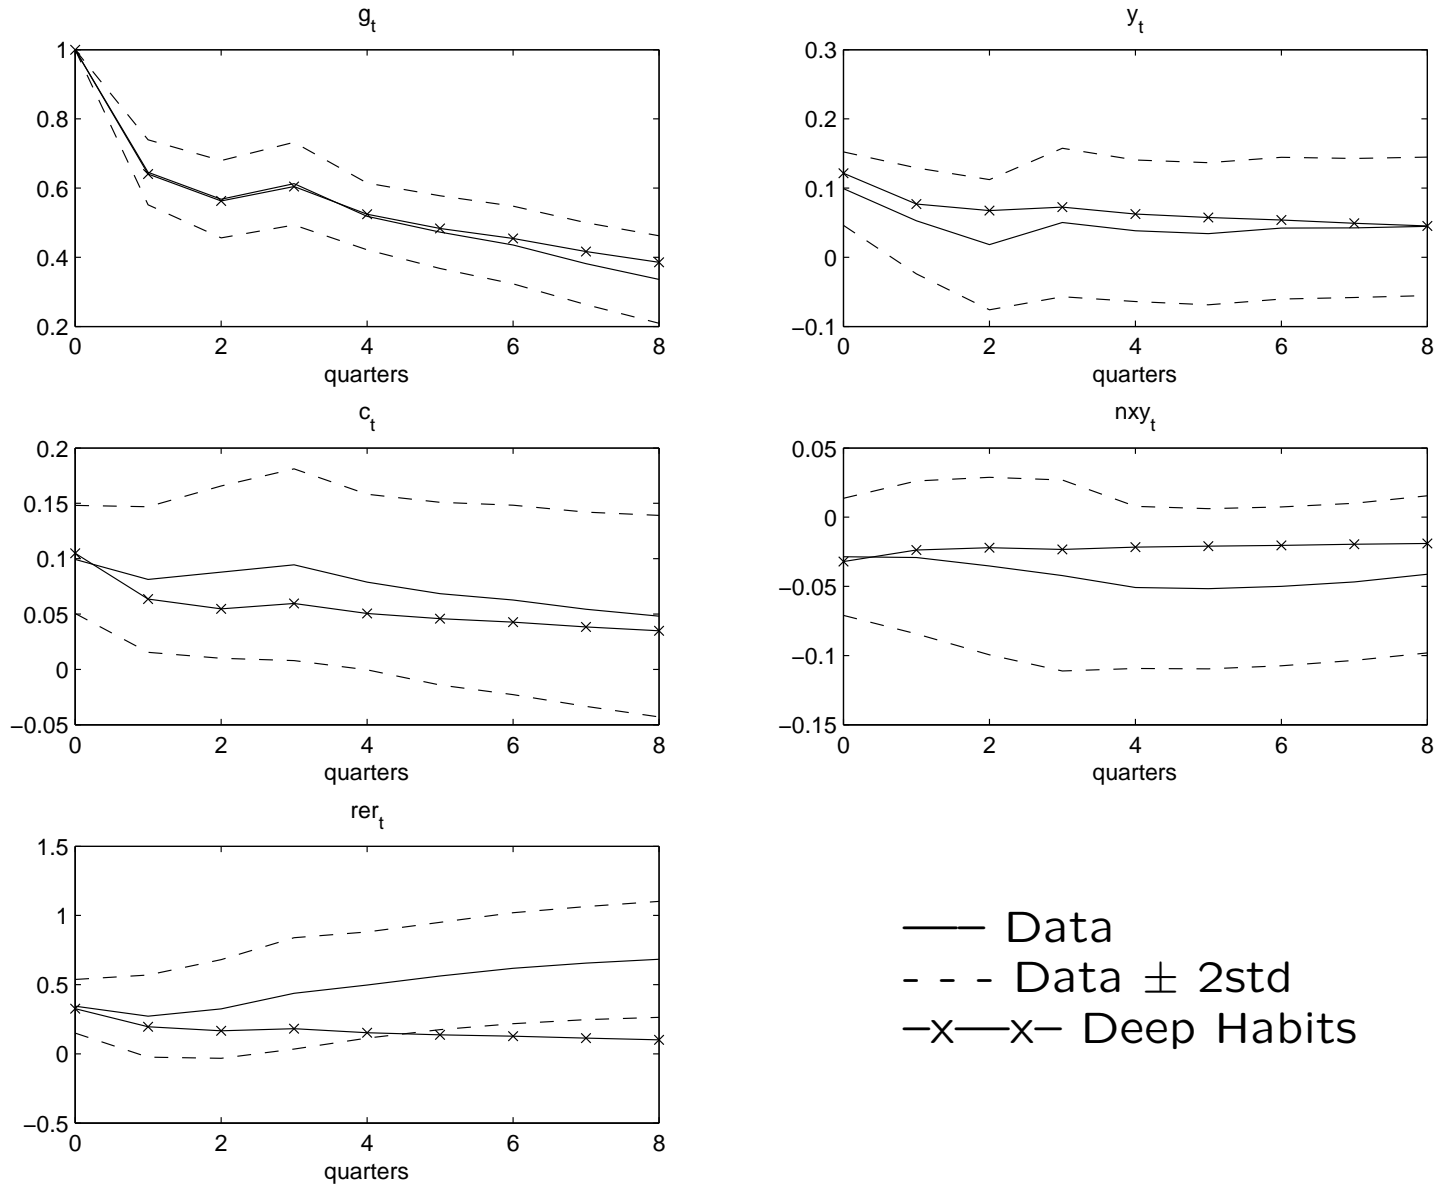 g_t
1
0.8
0.6
0.4
0.2
0 2 4 6 8
quarters
y_t
0.3
0.2
0.1
0
−0.1
0 2 4 6 8
quarters
c_t
0.2
0.15
0.1
0.05
0
−0.05
0 2 4 6 8
quarters
nxy_t
0.05
0
−0.05
−0.1
−0.15
0 2 4 6 8
quarters
rer_t
1.5
1
0.5
0
−0.5
0 2 4 6 8
quarters
Data
Data ± 2std
Deep Habits